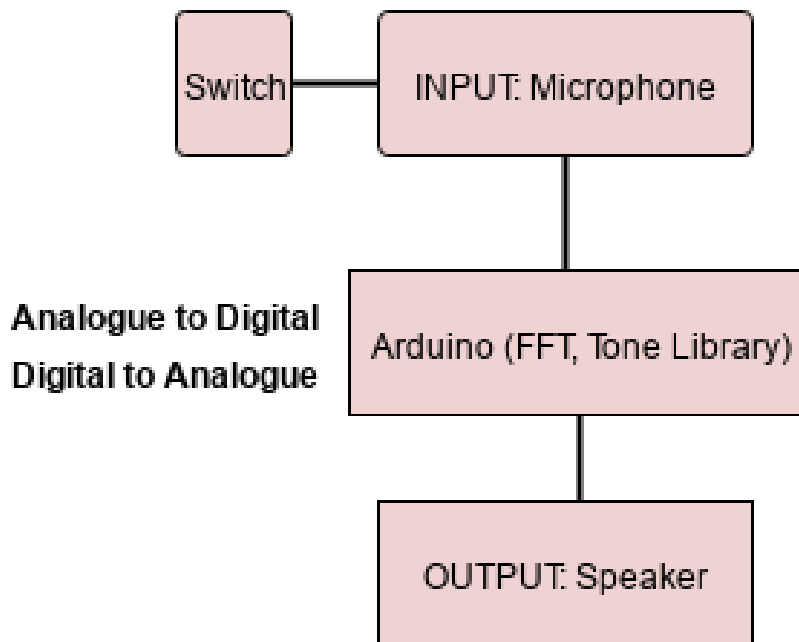 Switch
INPUT: Microphone
Analogue to Digital
Digital to Analogue
Arduino (FFT, Tone Library)
OUTPUT: Speaker